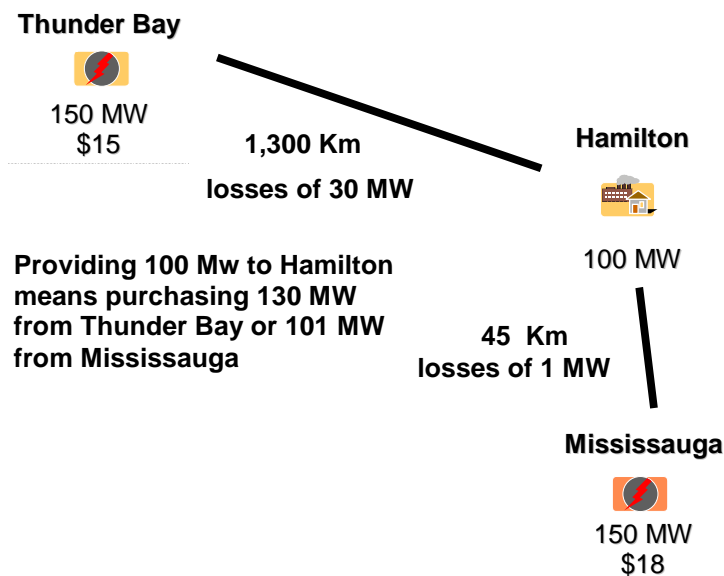 Thunder Bay
150 MW
$15
1,300 Km
losses of 30 MW
Hamilton
100 MW
Providing 100 Mw to Hamilton
means purchasing 130 MW
from Thunder Bay or 101 MW
from Mississauga
45 Km
losses of 1 MW
Mississauga
150 MW
$18